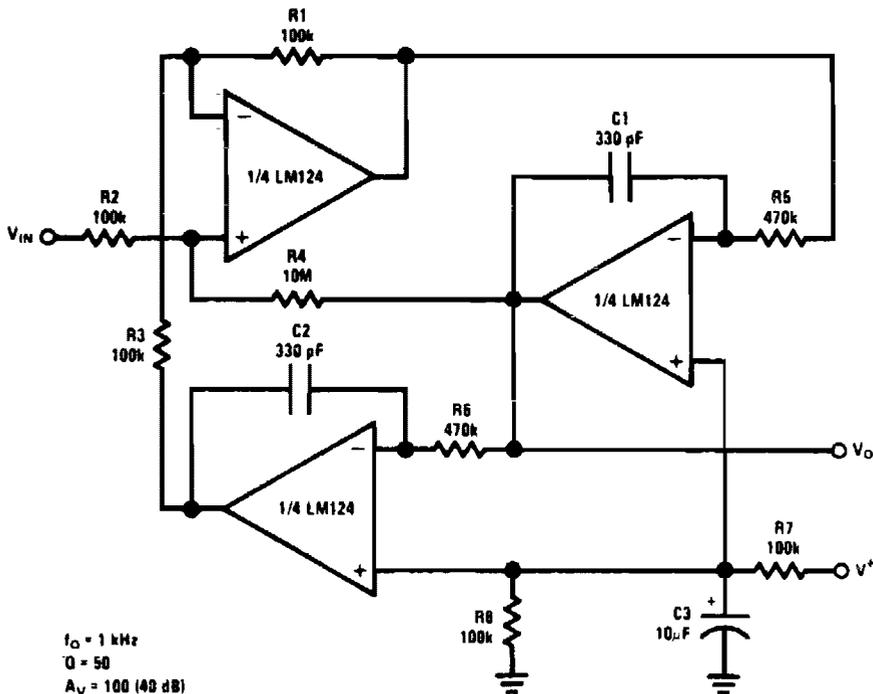 R1
100k
C1
330 pF
1/4 LM124
R2
100k
VIN
R5
470k
R4
10M
1/4 LM124
R3
100k
C2
330 pF
R6
470k
VO
1/4 LM124
R7
100k
V+
R8
100k
C3
10µF
fO = 1 kHz
Q = 50
AV = 100 (40 dB)
−
+
−
+
−
+
+